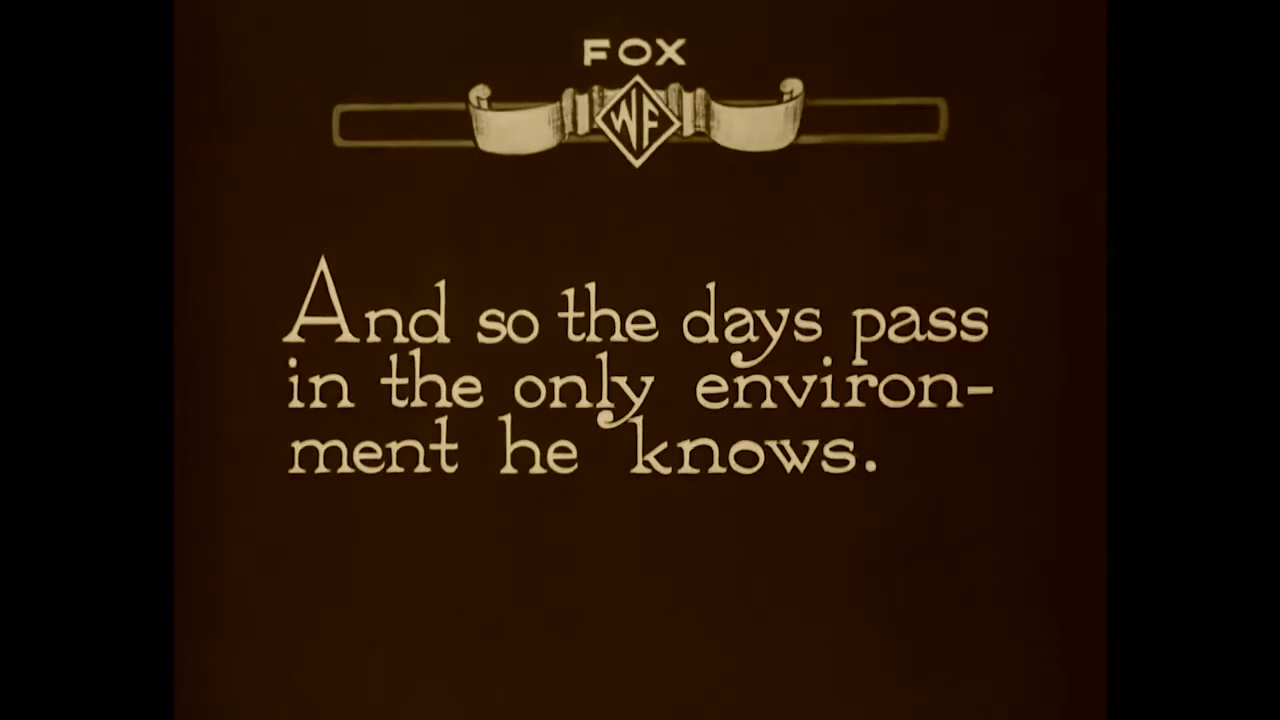 FOX
WF
And so the days pass
in the only environ-
ment he knows.